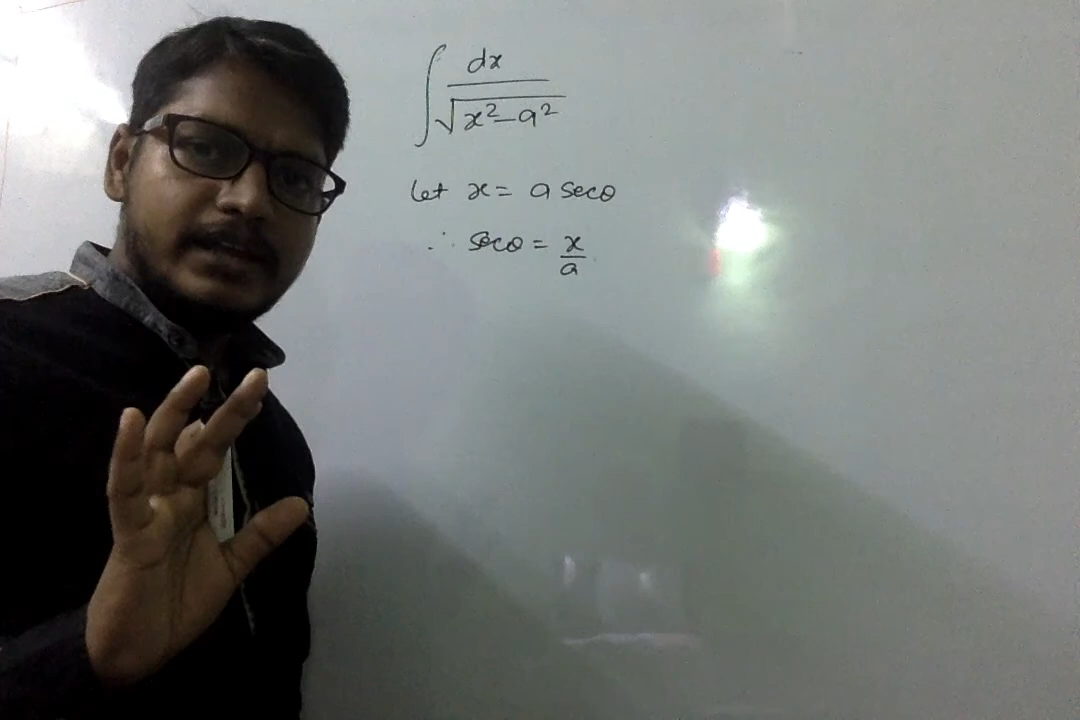 ∫ dx / √(x² − a²)
let x = a secθ
∴ secθ = x/a